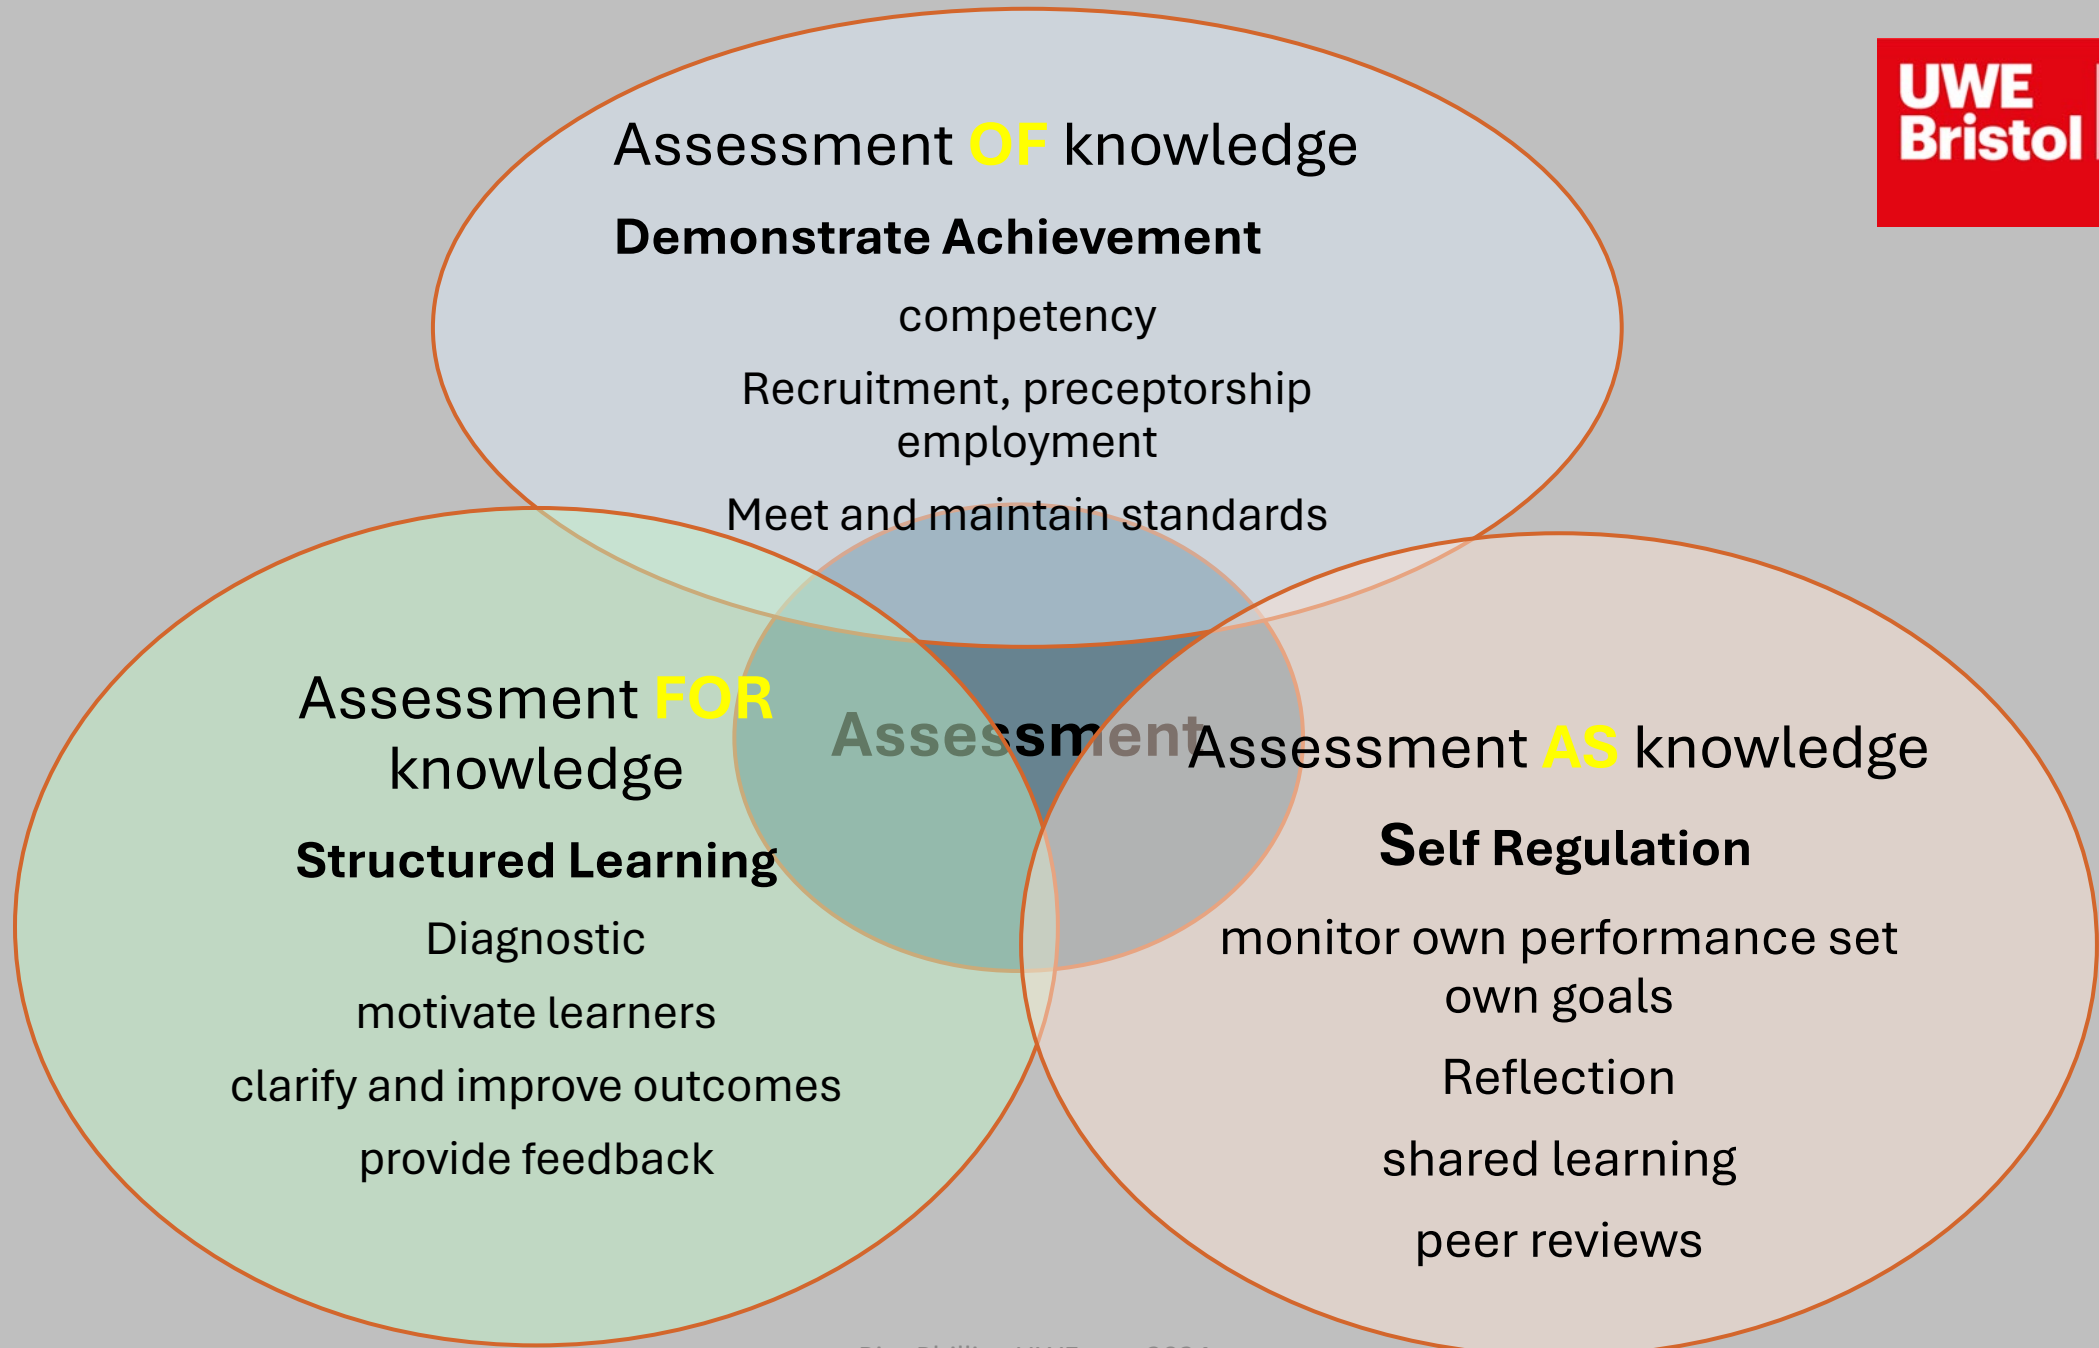 UWE
Bristol
Assessment OF knowledge
Demonstrate Achievement
competency
Recruitment, preceptorship
employment
Meet and maintain standards
Assessment FOR
knowledge
Structured Learning
Diagnostic
motivate learners
clarify and improve outcomes
provide feedback
Assessment
Assessment AS knowledge
Self Regulation
monitor own performance set
own goals
Reflection
shared learning
peer reviews